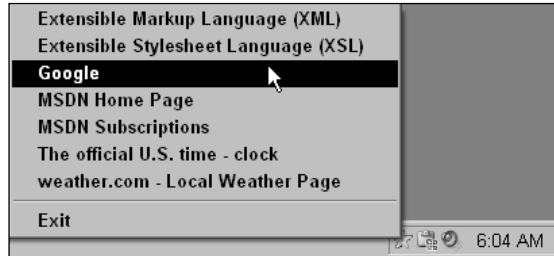 Extensible Markup Language (XML)
Extensible Stylesheet Language (XSL)
Google
MSDN Home Page
MSDN Subscriptions
The official U.S. time - clock
weather.com - Local Weather Page
Exit
6:04 AM